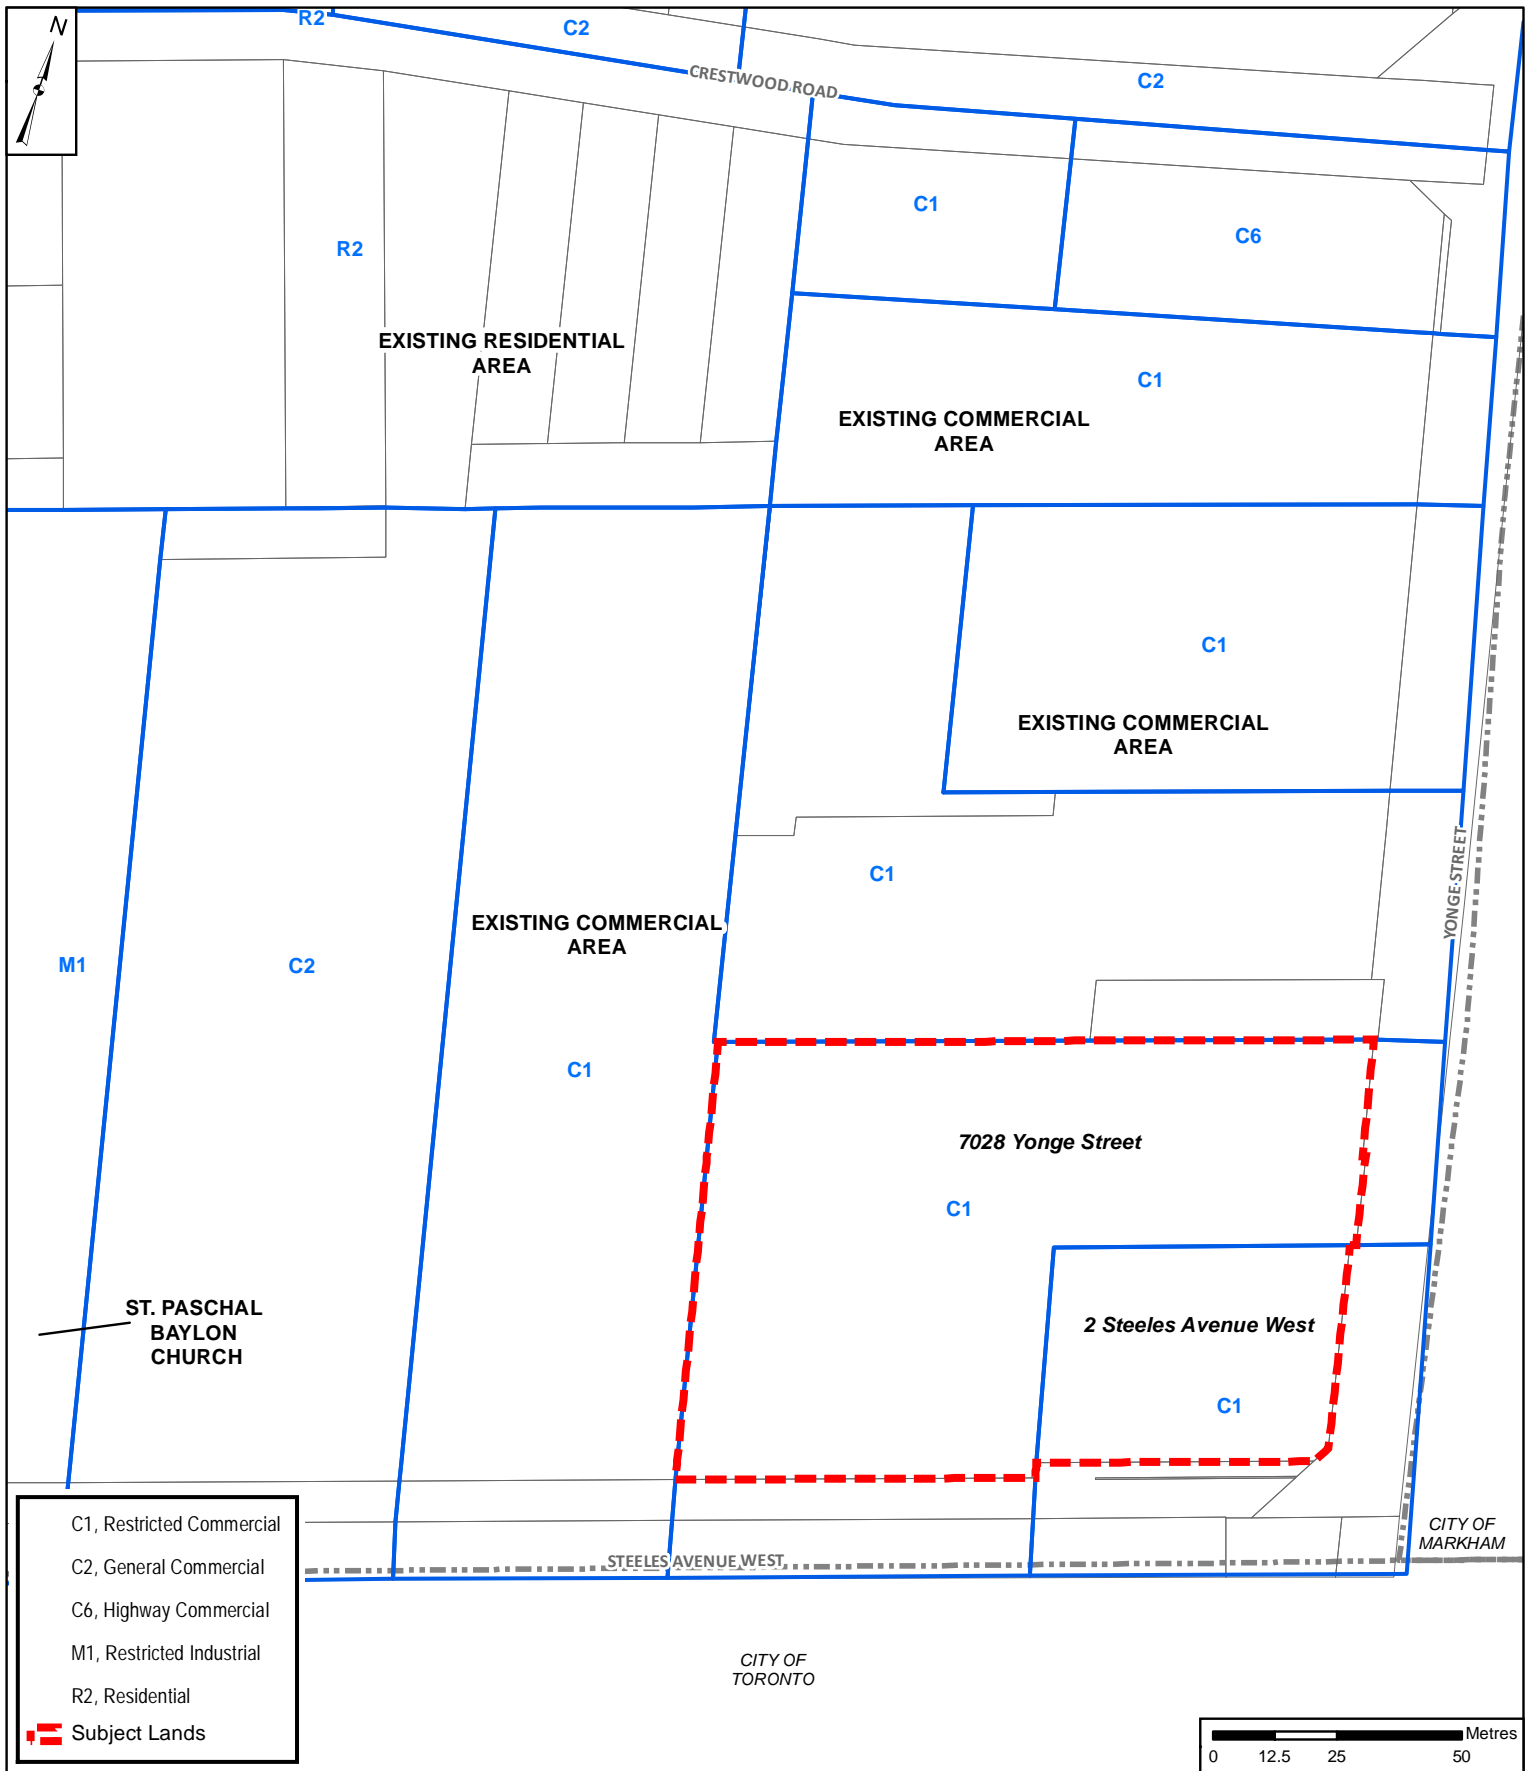 N
R2
C2
CRESTWOOD ROAD
C2
C1
C6
R2
EXISTING RESIDENTIAL
AREA
C1
EXISTING COMMERCIAL
AREA
C1
EXISTING COMMERCIAL
AREA
YONGE STREET
C1
EXISTING COMMERCIAL
AREA
M1
C2
C1
7028 Yonge Street
C1
ST. PASCHAL
BAYLON
CHURCH
2 Steeles Avenue West
C1
CITY OF
MARKHAM
STEELES AVENUE WEST
CITY OF
TORONTO
C1, Restricted Commercial
C2, General Commercial
C6, Highway Commercial
M1, Restricted Industrial
R2, Residential
Subject Lands
Metres
0 12.5 25 50